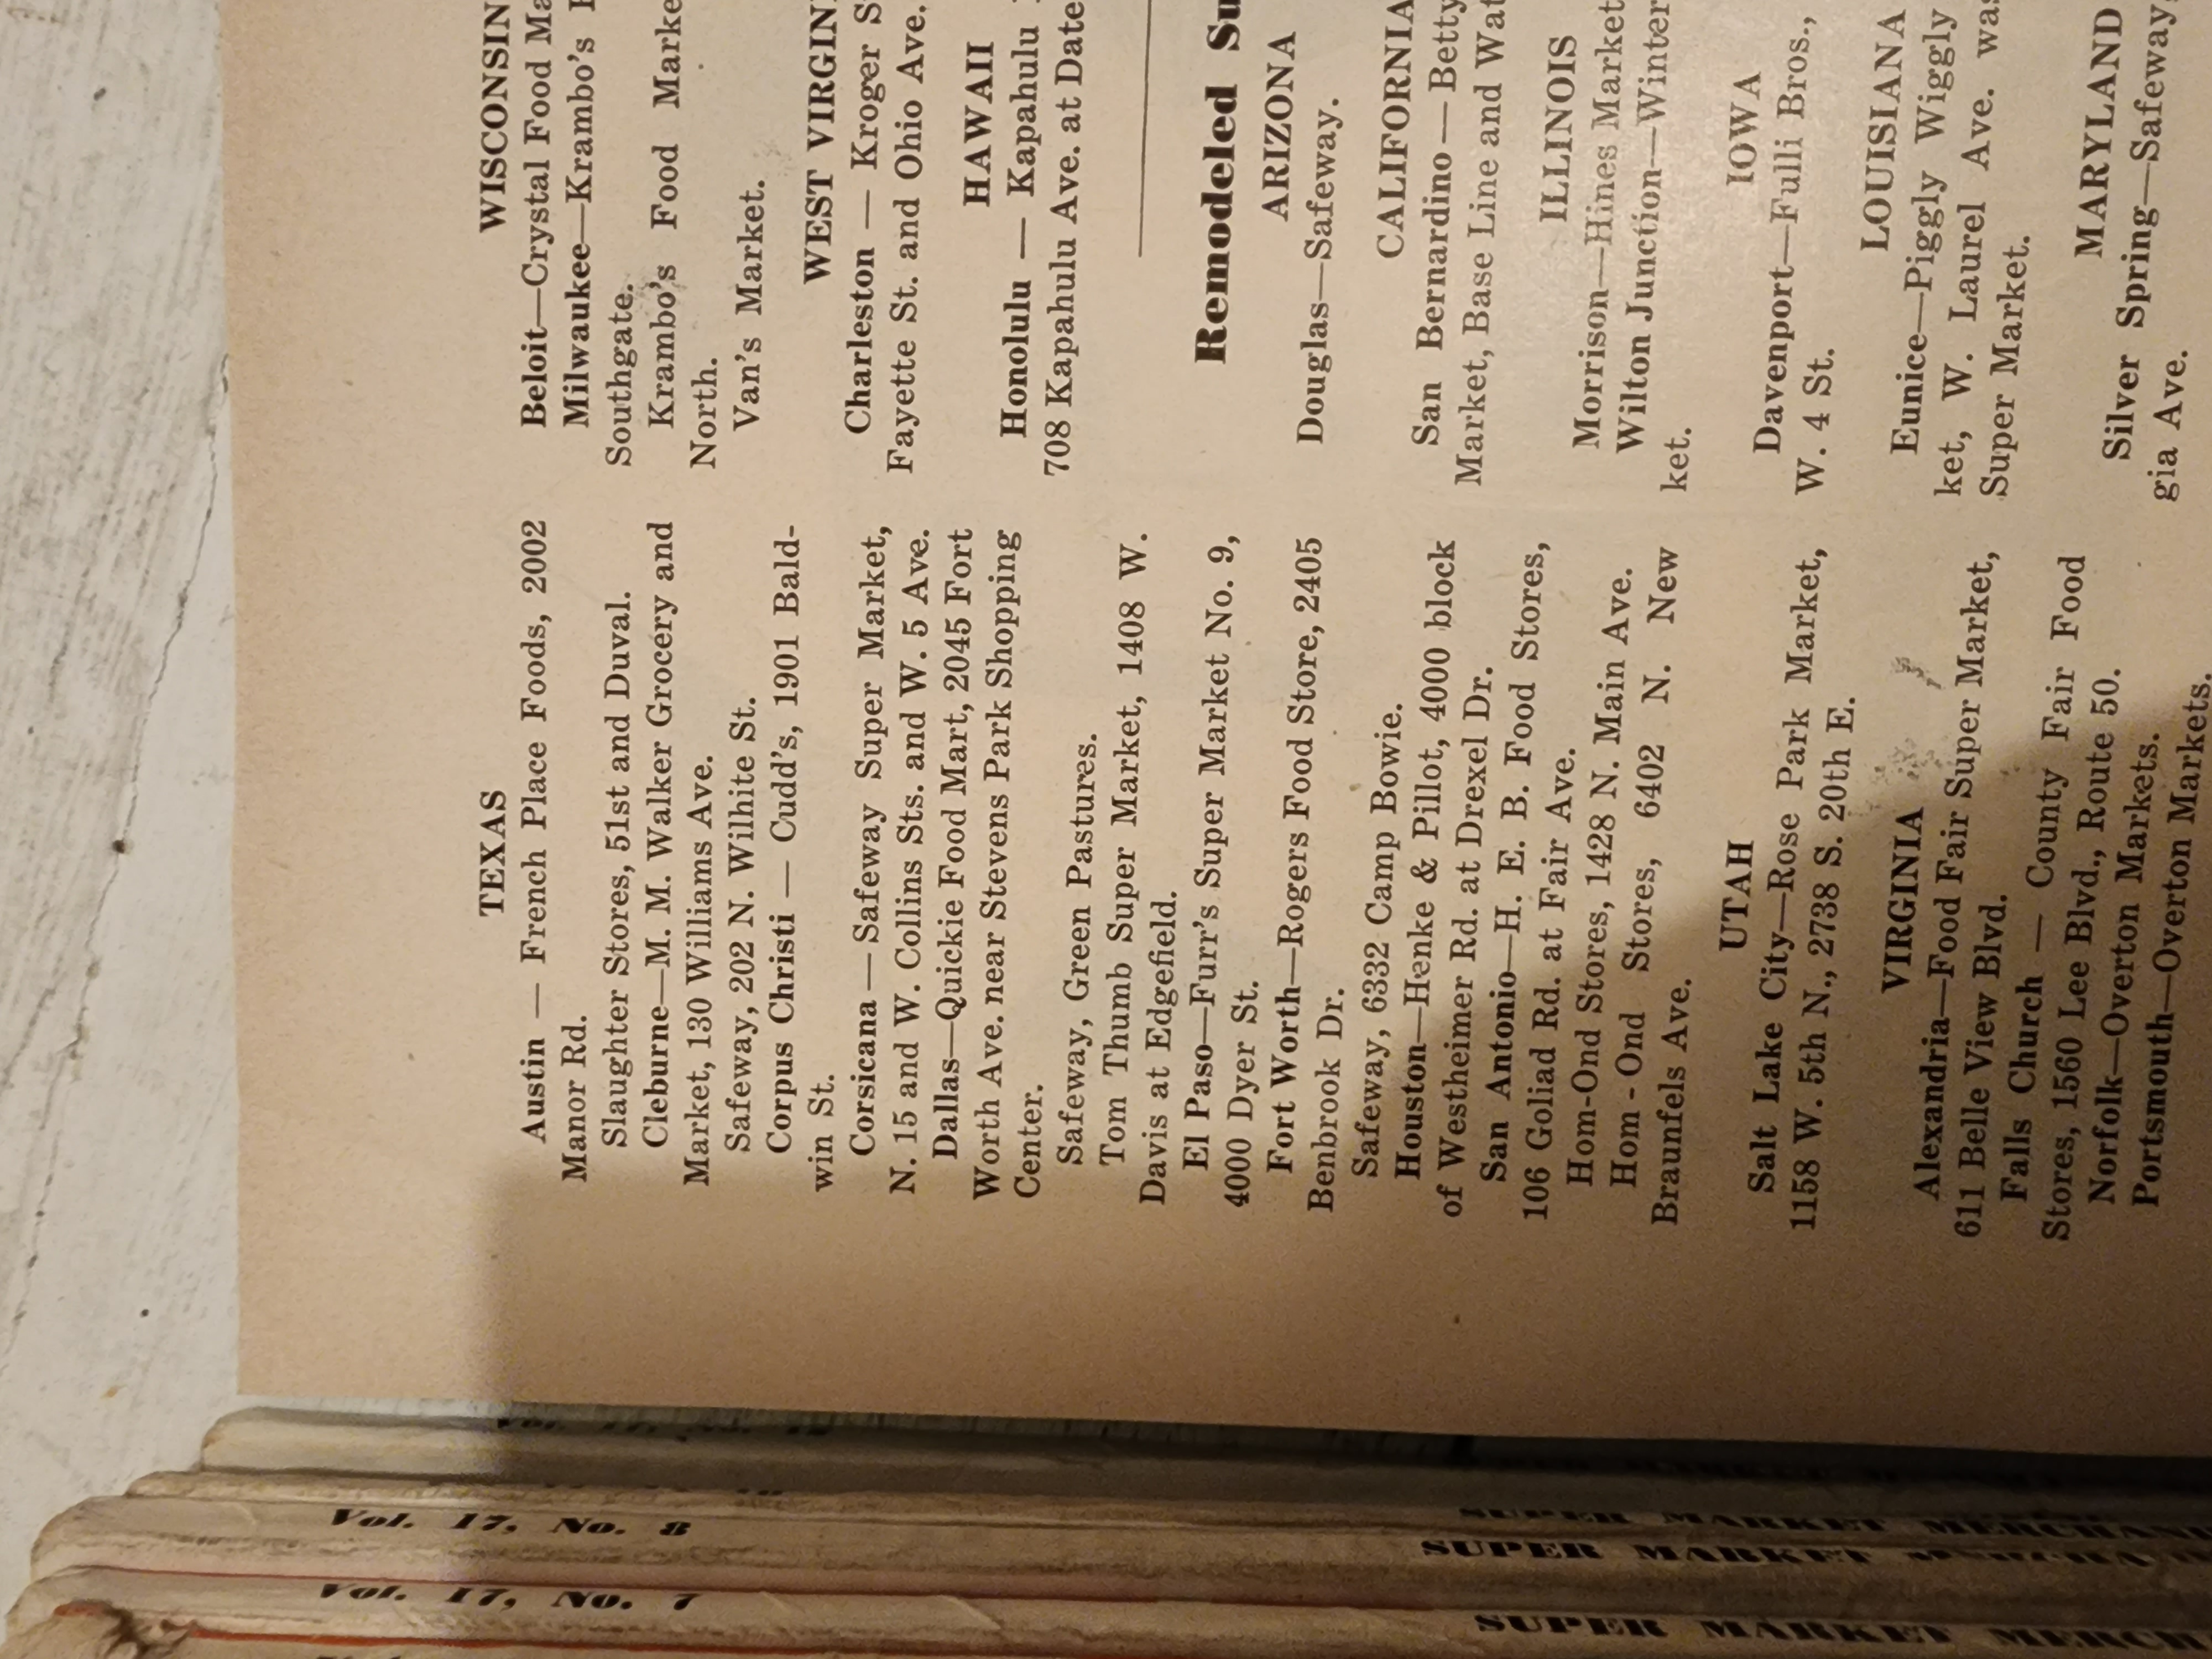 TEXAS
Austin — French Place Foods, 2002
Manor Rd.
Slaughter Stores, 51st and Duval.
Cleburne—M. M. Walker Grocery and
Market, 130 Williams Ave.
Safeway, 202 N. Wilhite St.
Corpus Christi — Cudd's, 1901 Bald-
win St.
Corsicana — Safeway Super Market,
N. 15 and W. Collins Sts. and W. 5 Ave.
Dallas—Quickie Food Mart, 2045 Fort
Worth Ave. near Stevens Park Shopping
Center.
Safeway, Green Pastures.
Tom Thumb Super Market, 1408 W.
Davis at Edgefield.
El Paso—Furr's Super Market No. 9,
4000 Dyer St.
Fort Worth—Rogers Food Store, 2405
Benbrook Dr.
Safeway, 6332 Camp Bowie.
Houston—Henke & Pillot, 4000 block
of Westheimer Rd. at Drexel Dr.
San Antonio—H. E. B. Food Stores,
106 Goliad Rd. at Fair Ave.
Hom-Ond Stores, 1428 N. Main Ave.
Hom - Ond Stores, 6402 N. New
Braunfels Ave.
UTAH
Salt Lake City—Rose Park Market,
1158 W. 5th N., 2738 S. 20th E.
VIRGINIA
Alexandria—Food Fair Super Market,
611 Belle View Blvd.
Falls Church — County Fair Food
Stores, 1560 Lee Blvd., Route 50.
Norfolk—Overton Markets.
Portsmouth—Overton Markets.
WISCONSIN
Beloit—Crystal Food Ma
Milwaukee—Krambo's
Southgate.
Krambo's Food Marke
North.
Van's Market.
WEST VIRGIN
Charleston — Kroger S
Fayette St. and Ohio Ave.
HAWAII
Honolulu — Kapahulu
708 Kapahulu Ave. at Date
Remodeled Su
ARIZONA
Douglas—Safeway.
CALIFORNIA
San Bernardino — Betty
Market, Base Line and Wat
ILLINOIS
Morrison—Hines Market
Wilton Junction—Winter
ket.
IOWA
Davenport—Fulli Bros.,
W. 4 St.
LOUISIANA
Eunice—Piggly Wiggly
ket, W. Laurel Ave. was
Super Market.
MARYLAND
Silver Spring—Safeway,
gia Ave.
Vol. 17, No. 8
SUPER MARKET MERCHAN
SUPER MARKET
Vol. 17, No. 7
SUPER MARKET MERCH